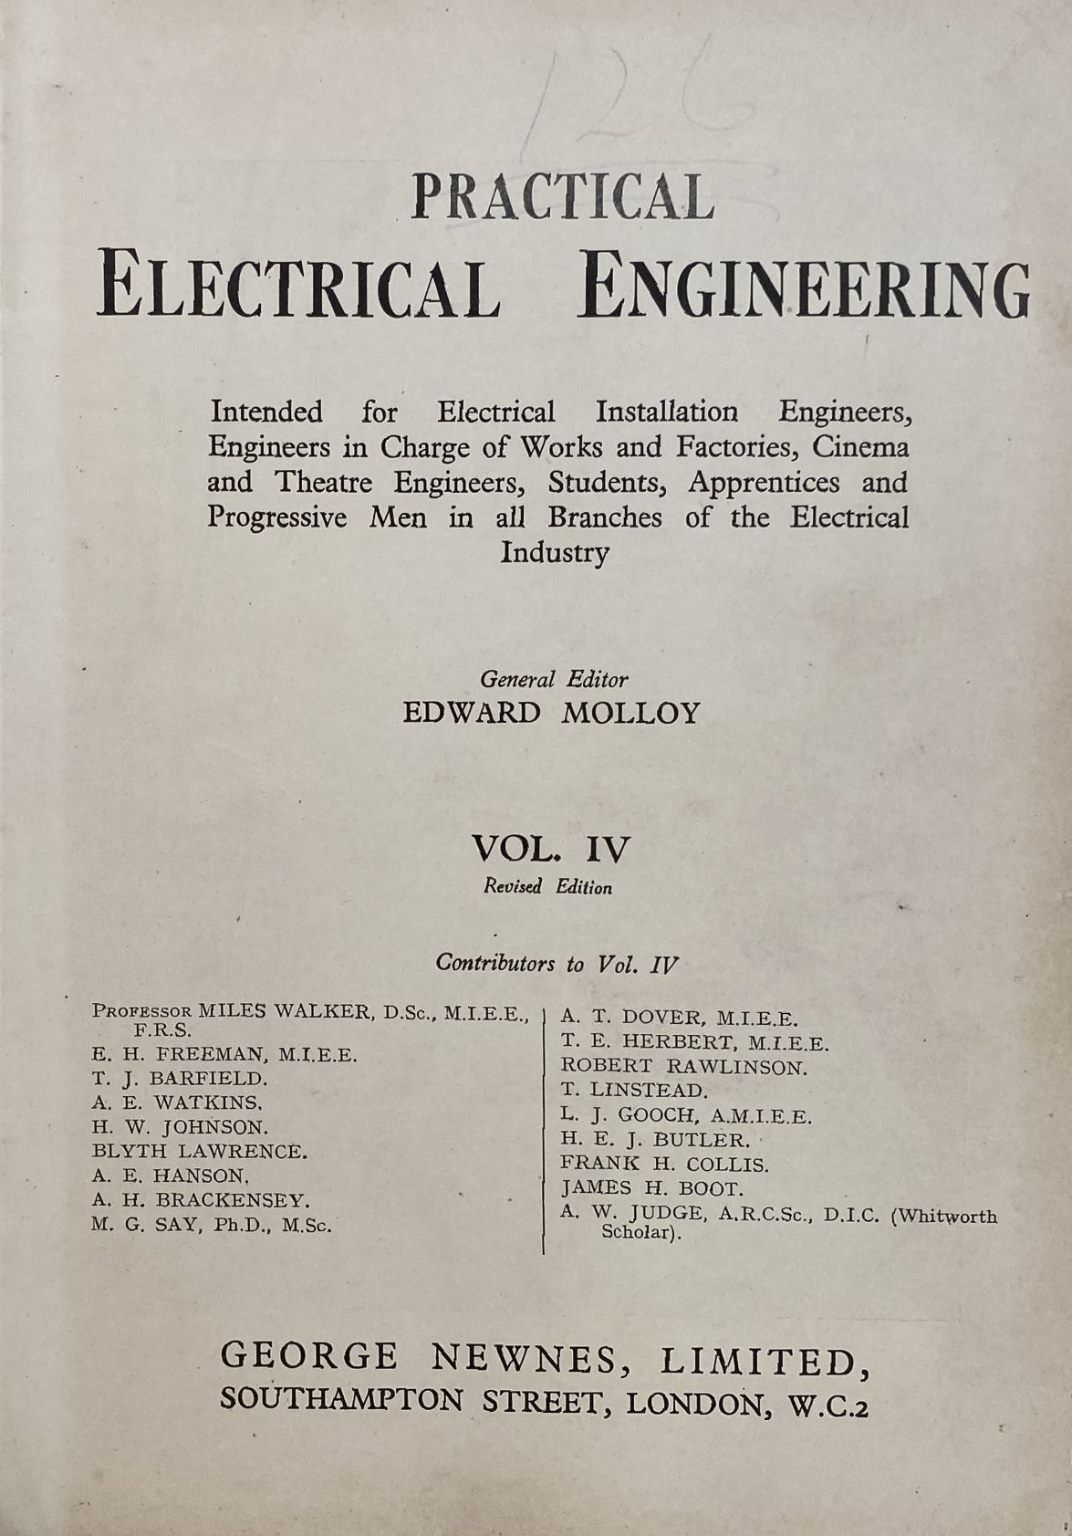 126
PRACTICAL
ELECTRICAL ENGINEERING
Intended for Electrical Installation Engineers,
Engineers in Charge of Works and Factories, Cinema
and Theatre Engineers, Students, Apprentices and
Progressive Men in all Branches of the Electrical
Industry
General Editor
EDWARD MOLLOY
VOL. IV
Revised Edition
Contributors to Vol. IV
PROFESSOR MILES WALKER, D.Sc., M.I.E.E.,
F.R.S.
E. H. FREEMAN, M.I.E.E.
T. J. BARFIELD.
A. E. WATKINS.
H. W. JOHNSON.
BLYTH LAWRENCE.
A. E. HANSON.
A. H. BRACKENSEY.
M. G. SAY, Ph.D., M.Sc.
A. T. DOVER, M.I.E.E.
T. E. HERBERT, M.I.E.E.
ROBERT RAWLINSON.
T. LINSTEAD.
L. J. GOOCH, A.M.I.E.E.
H. E. J. BUTLER.
FRANK H. COLLIS.
JAMES H. BOOT.
A. W. JUDGE, A.R.C.Sc., D.I.C. (Whitworth
Scholar).
GEORGE NEWNES, LIMITED,
SOUTHAMPTON STREET, LONDON, W.C.2